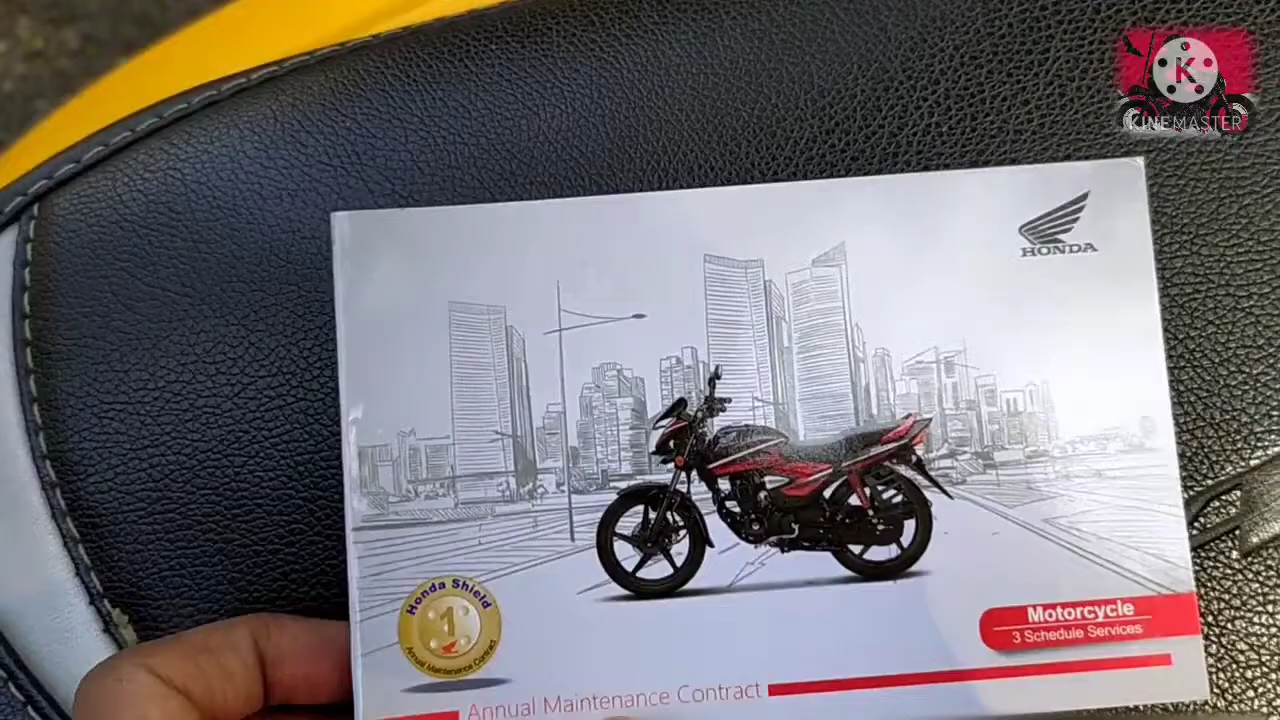 K
KINEMASTER
HONDA
Honda Shield
1
Annual Maintenance Contract
Motorcycle
3 Schedule Services
Annual Maintenance Contract